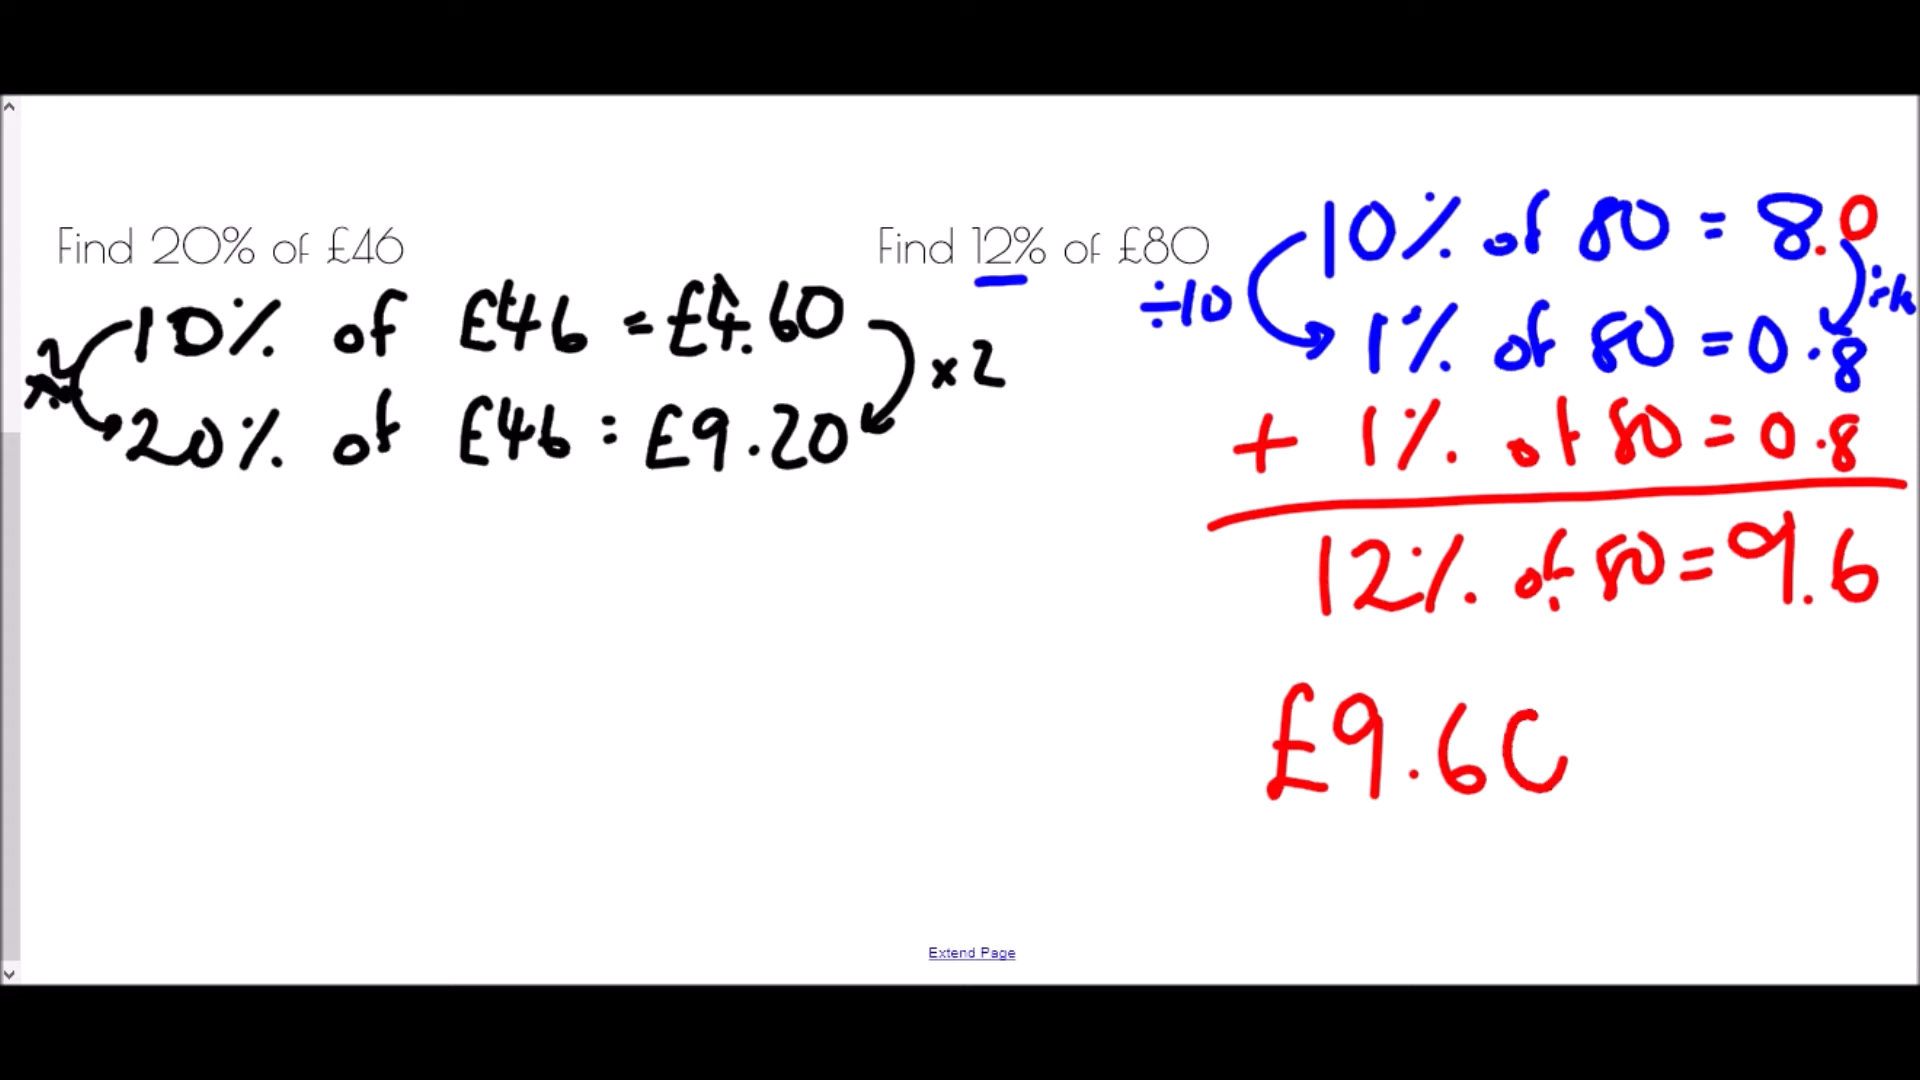 Find 20% of £46
10% of £46 = £4.60
×2
×2
20% of £46 = £9.20
Find 12% of £80
10% of 80 = 8.0
÷10
1% of 80 = 0.8
+ 1% of 80 = 0.8
12% of 80 = 9.6
£9.60
Extend Page